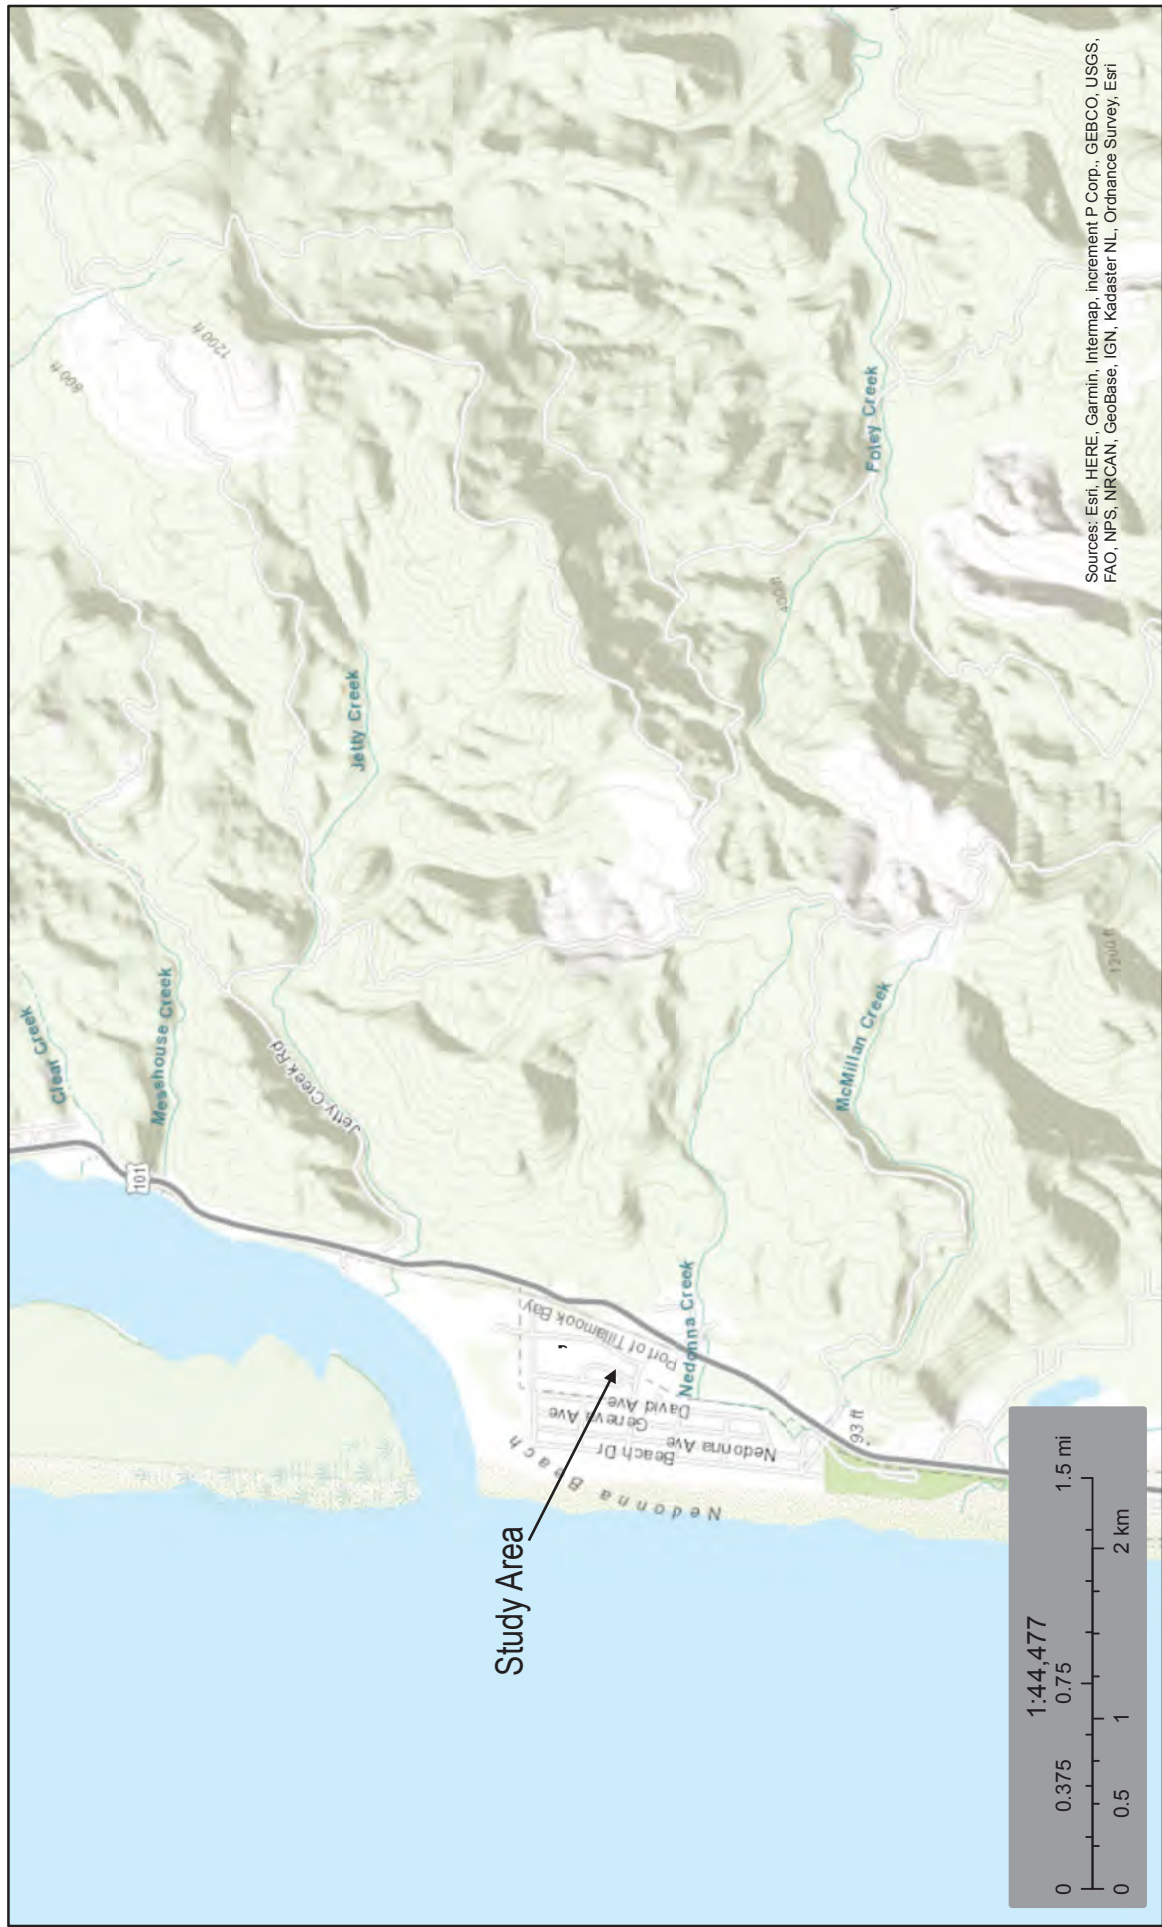 Clear Creek
Messhouse Creek
101
Jetty Creek Rd
Jetty Creek
800 ft
1200 ft
Study Area
Nedonna Beach
Beach Dr
Nedonna Ave
Geneva Ave
David Ave
Port of Tillamook Bay
Nedonna Creek
93 ft
McMillan Creek
400 ft
Foley Creek
1200 ft
1:44,477
0 0.375 0.75 1.5 mi
0 0.5 1 2 km
Sources: Esri, HERE, Garmin, Intermap, increment P Corp., GEBCO, USGS,
FAO, NPS, NRCAN, GeoBase, IGN, Kadaster NL, Ordnance Survey, Esri